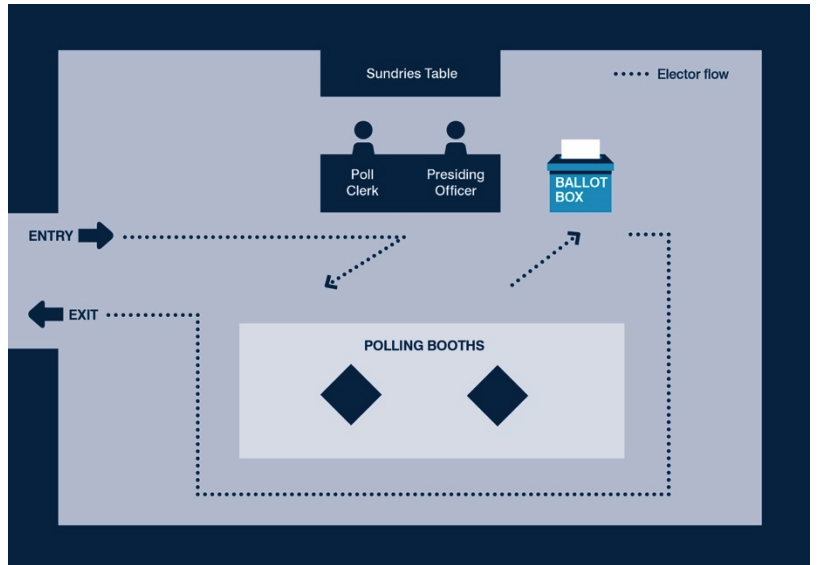 Sundries Table
Elector flow
Poll
Clerk
Presiding
Officer
BALLOT
BOX
ENTRY
EXIT
POLLING BOOTHS